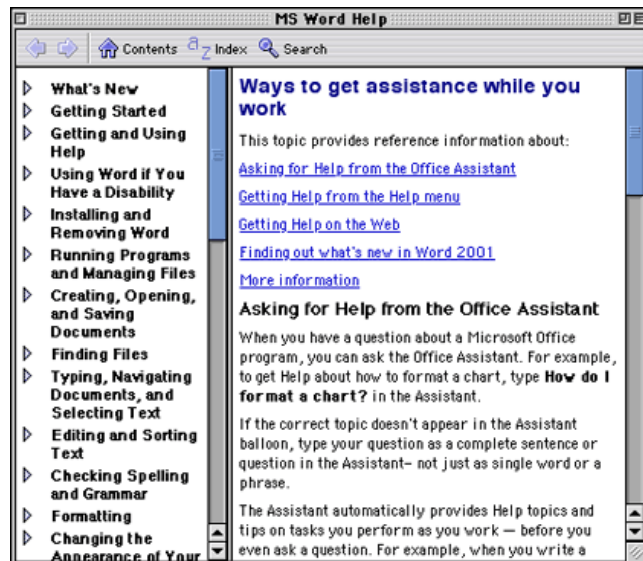 MS Word Help
Contents
Index
Search
What's New
Getting Started
Getting and Using
Help
Using Word if You
Have a Disability
Installing and
Removing Word
Running Programs
and Managing Files
Creating, Opening,
and Saving
Documents
Finding Files
Typing, Navigating
Documents, and
Selecting Text
Editing and Sorting
Text
Checking Spelling
and Grammar
Formatting
Changing the
Appearance of Your
Ways to get assistance while you
work
This topic provides reference information about:
Asking for Help from the Office Assistant
Getting Help from the Help menu
Getting Help on the Web
Finding out what's new in Word 2001
More information
Asking for Help from the Office Assistant
When you have a question about a Microsoft Office
program, you can ask the Office Assistant. For example,
to get Help about how to format a chart, type How do I
format a chart? in the Assistant.
If the correct topic doesn't appear in the Assistant
balloon, type your question as a complete sentence or
question in the Assistant– not just as single word or a
phrase.
The Assistant automatically provides Help topics and
tips on tasks you perform as you work — before you
even ask a question. For example, when you write a